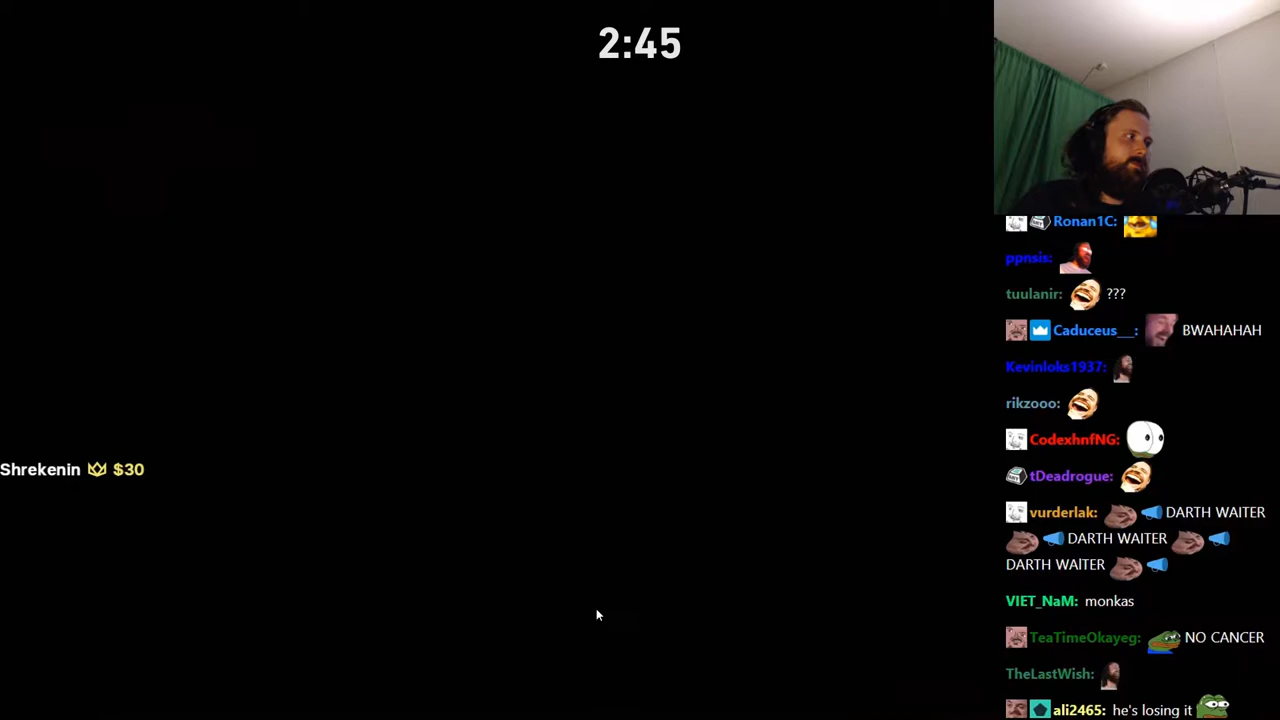 2:45
Shrekenin $30
Ronan1C:
ppnsis:
tuulanir: ???
Caduceus__: BWAHAHAH
Kevinloks1937:
rikzooo:
CodexhnfNG:
tDeadrogue:
vurderlak: DARTH WAITER
DARTH WAITER
DARTH WAITER
VIET_NaM: monkas
TeaTimeOkayeg: NO CANCER
TheLastWish:
ali2465: he's losing it